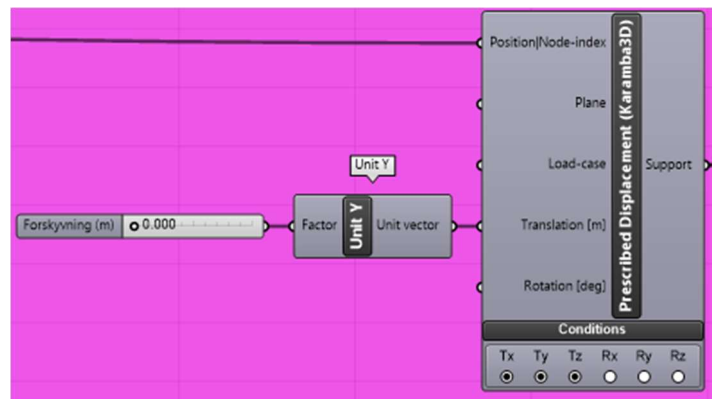 Position|Node-index
Plane
Load-case
Translation [m]
Rotation [deg]
Prescribed Displacement (Karamba3D)
Support
Unit Y
Forskyvning (m)
0.000
Factor
Unit Y
Unit vector
Conditions
Tx Ty Tz Rx Ry Rz